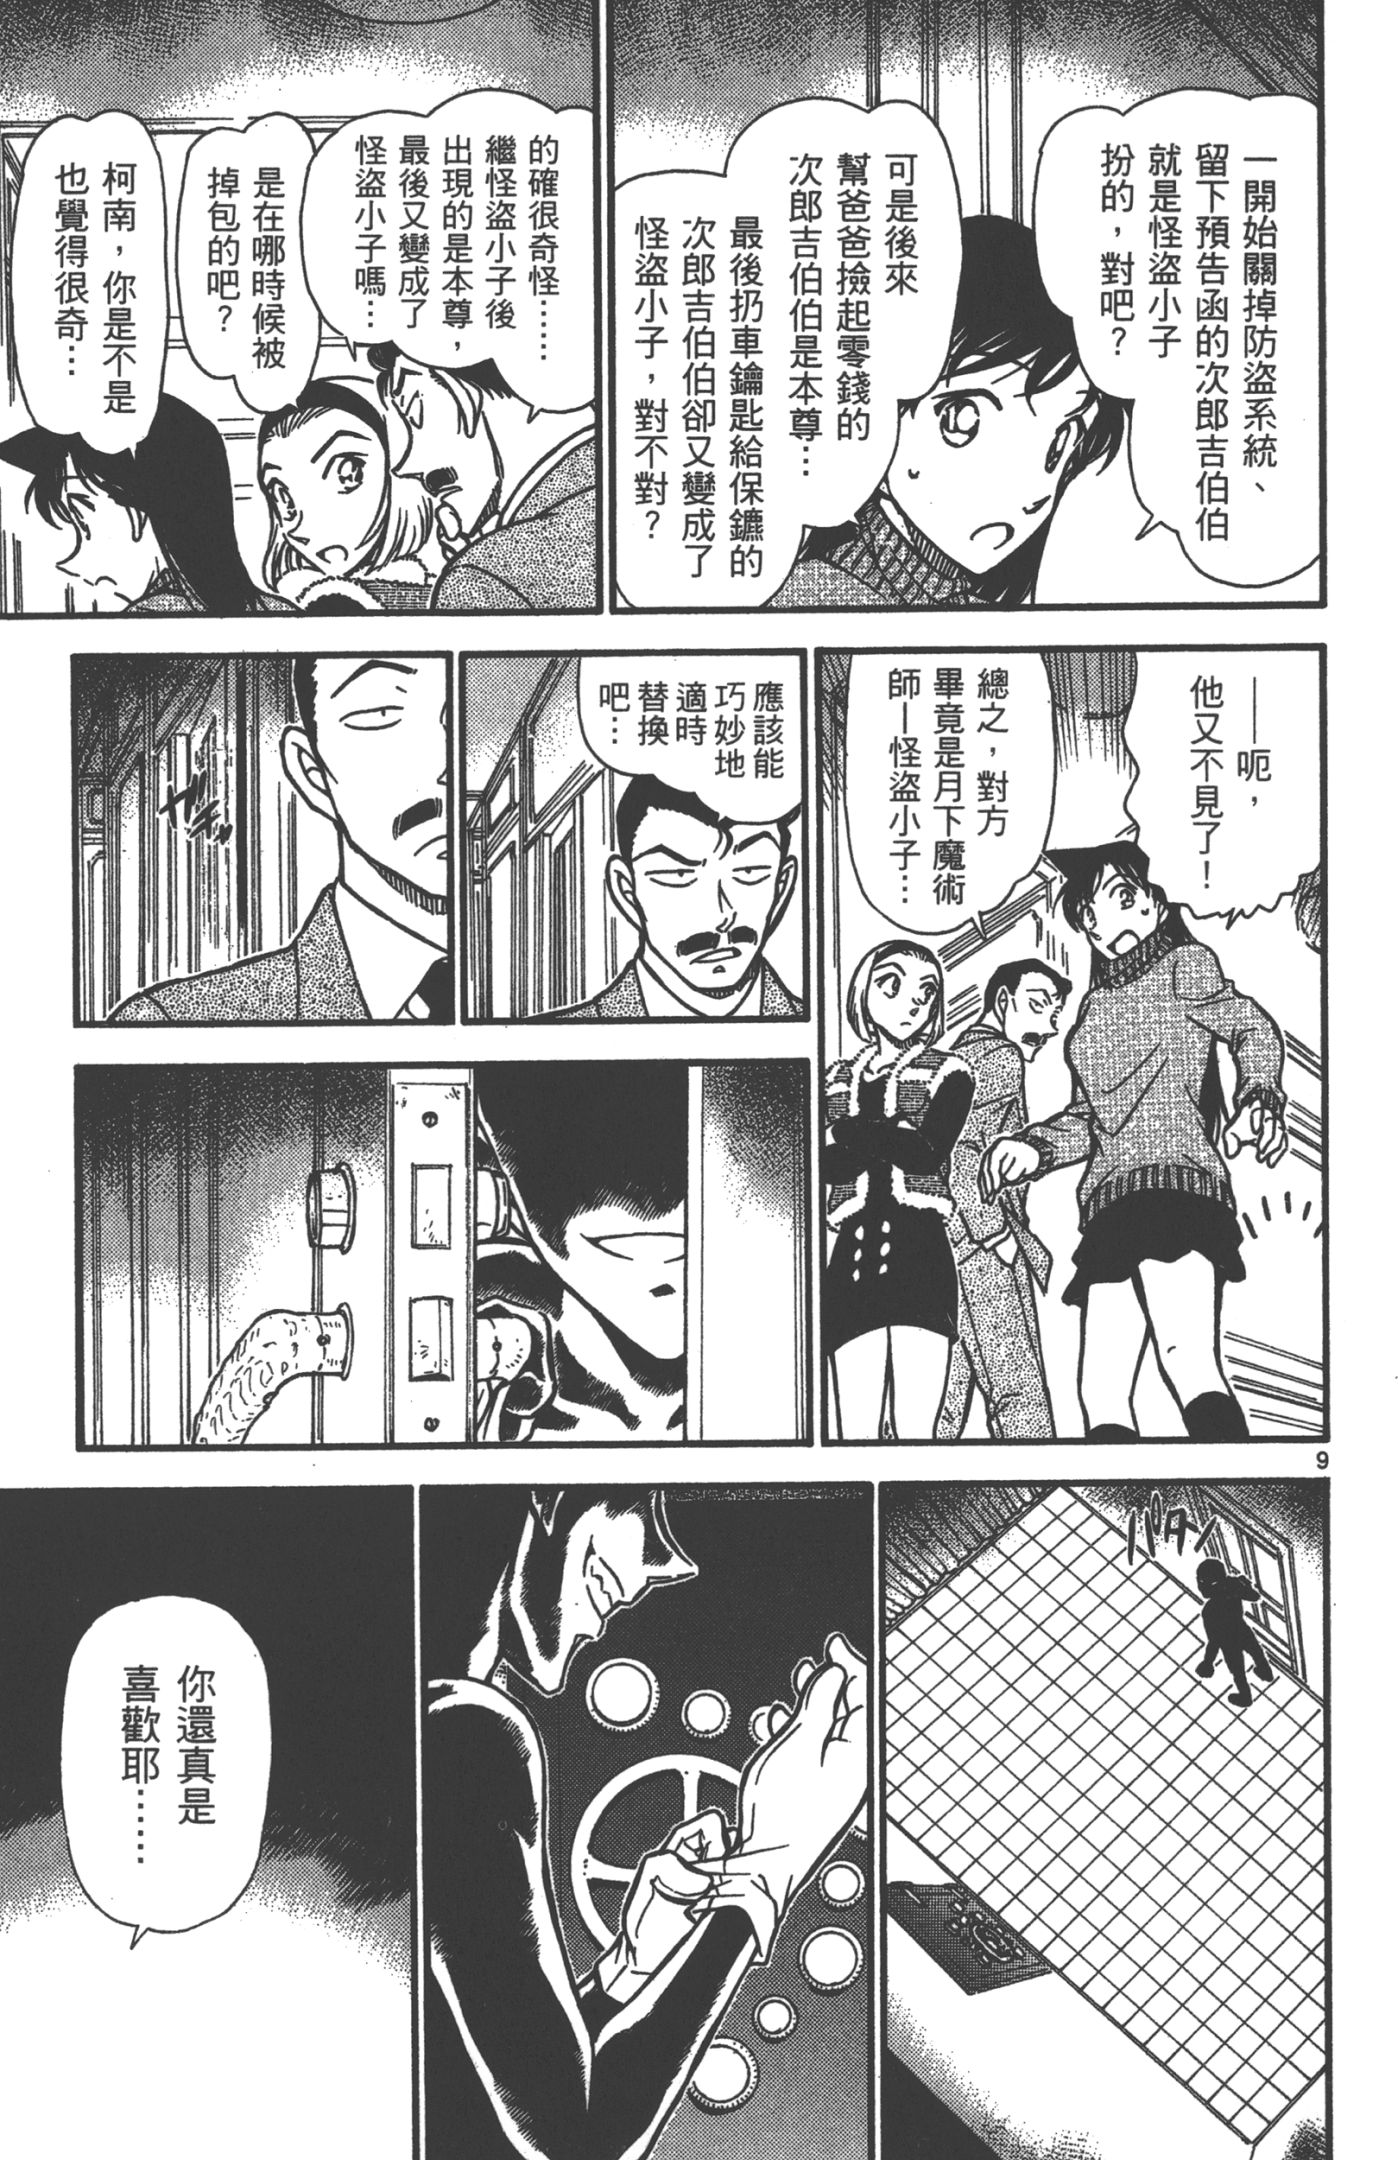 一開始關掉防盜系統、
留下預告函的次郎吉伯伯
就是怪盜小子
扮的，對吧？
可是後來
幫爸爸撿起零錢的
次郎吉伯伯是本尊…
最後扔車鑰匙給保鑣的
次郎吉伯伯卻又變成了
怪盜小子，對不對？
的確很奇怪……
繼怪盜小子後
出現的是本尊，
最後又變成了
怪盜小子嗎…
是在哪時候被
掉包的吧？
柯南，你是不是
也覺得很奇…
——呃，
他又不見了！
總之，對方
畢竟是月下魔術
師—怪盜小子…
應該能
巧妙地
適時
替換
吧…
9
パタン
你還真是
喜歡耶……